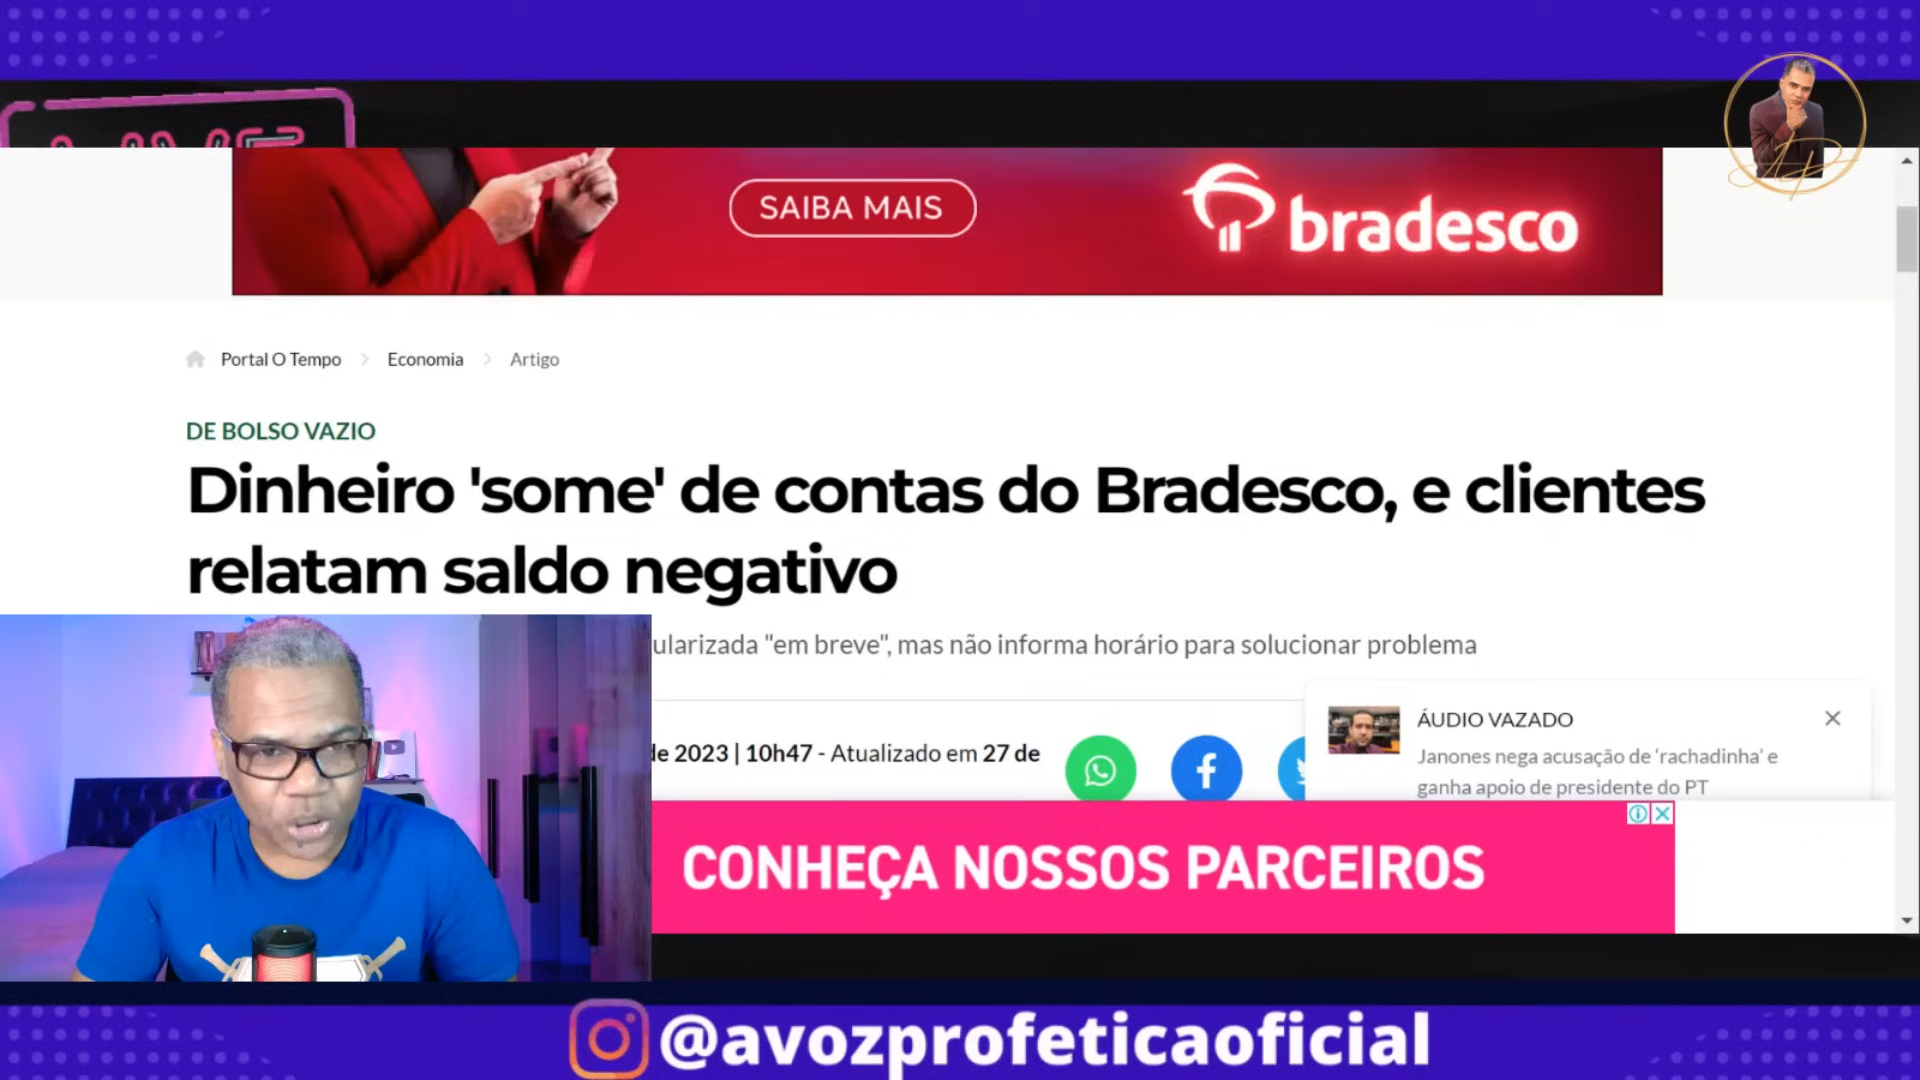 SAIBA MAIS
bradesco
Portal O Tempo > Economia > Artigo
DE BOLSO VAZIO
Dinheiro 'some' de contas do Bradesco, e clientes
relatam saldo negativo
ularizada "em breve", mas não informa horário para solucionar problema
de 2023 | 10h47 - Atualizado em 27 de
ÁUDIO VAZADO
Janones nega acusação de ‘rachadinha’ e
ganha apoio de presidente do PT
CONHEÇA NOSSOS PARCEIROS
@avozprofeticaoficial